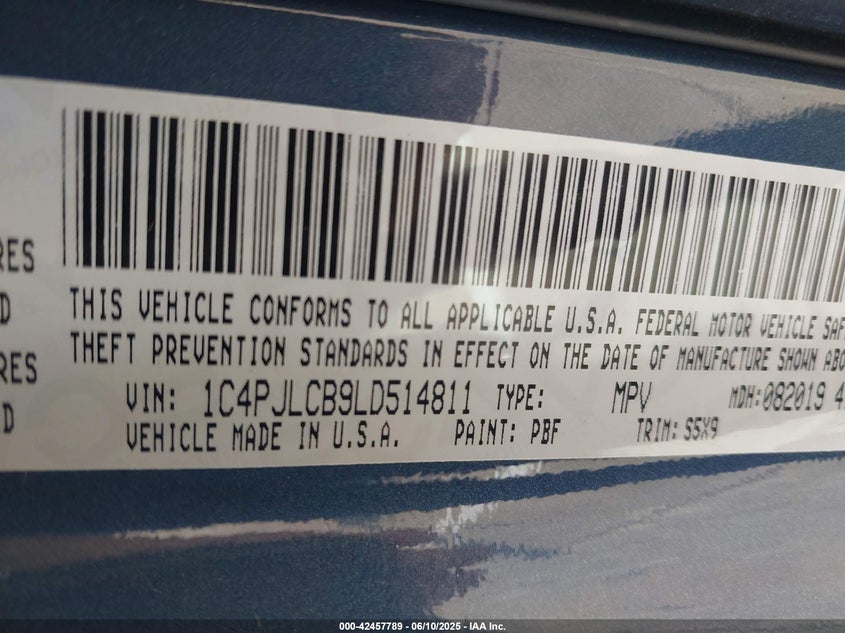 RES
D
RES
D
THIS VEHICLE CONFORMS TO ALL APPLICABLE U.S.A. FEDERAL MOTOR VEHICLE SAF
THEFT PREVENTION STANDARDS IN EFFECT ON THE DATE OF MANUFACTURE SHOWN ABO
VIN: 1C4PJLCB9LD514811 TYPE: MPV MDH:082019 4
VEHICLE MADE IN U.S.A. PAINT: PBF TRIM: S5X9
000-42457789 - 06/10/2025 - IAA Inc.